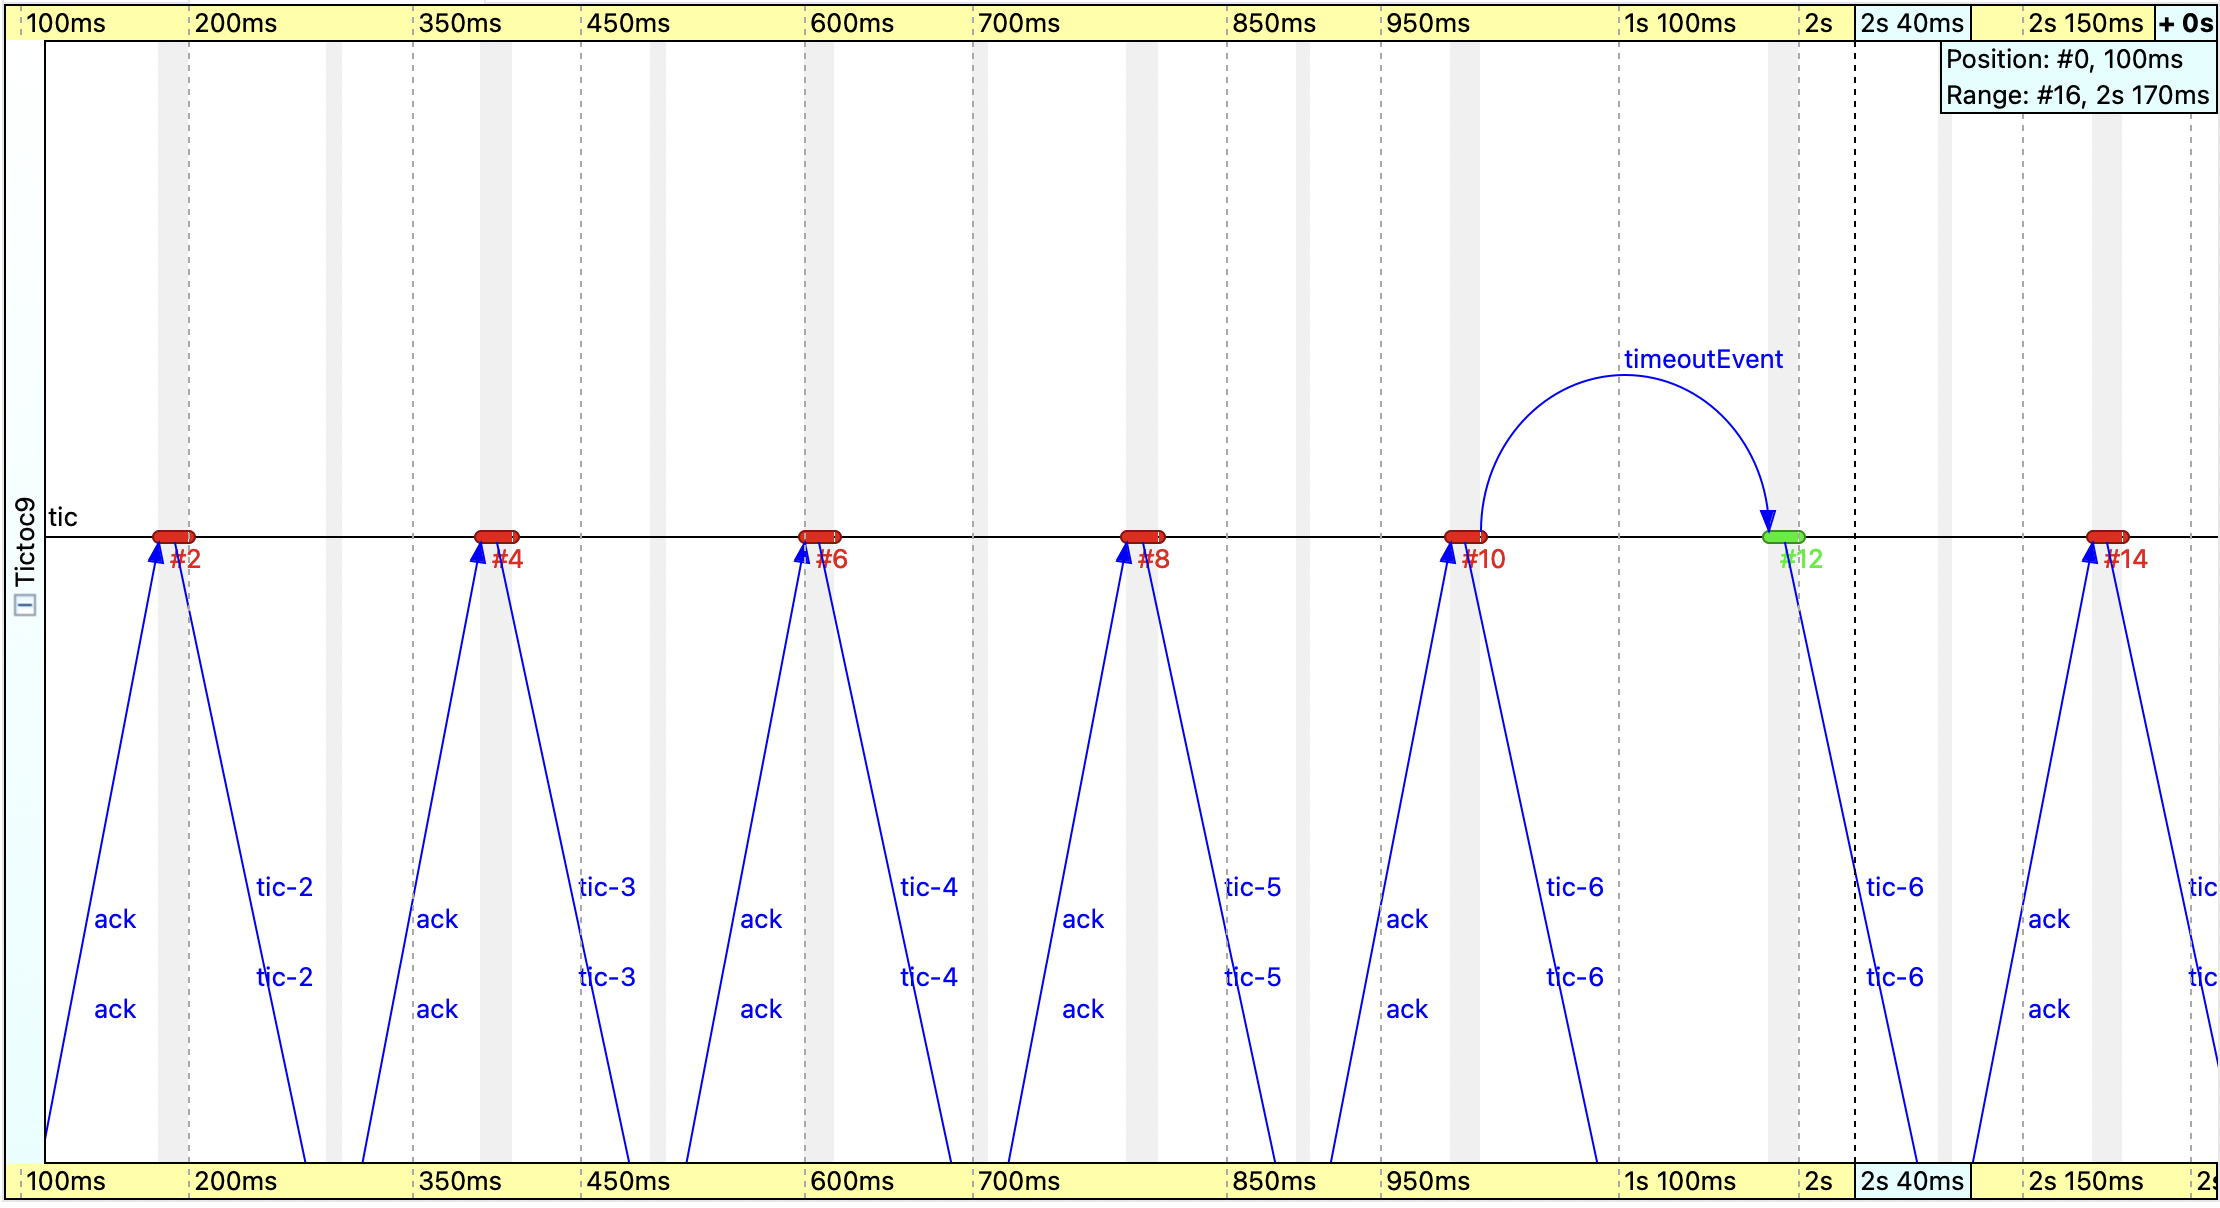 100ms 200ms 350ms 450ms 600ms 700ms 850ms 950ms 1s 100ms 2s 2s 40ms 2s 150ms + 0s
Position: #0, 100ms
Range: #16, 2s 170ms
timeoutEvent
Tictoc9
tic
#2 #4 #6 #8 #10 #12 #14
tic-2 tic-3 tic-4 tic-5 tic-6 tic-6 tic
ack ack ack ack ack ack
tic-2 tic-3 tic-4 tic-5 tic-6 tic-6 tic
ack ack ack ack ack ack
100ms 200ms 350ms 450ms 600ms 700ms 850ms 950ms 1s 100ms 2s 2s 40ms 2s 150ms